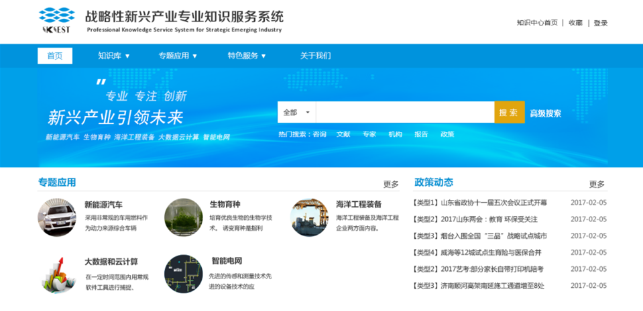 IKNEST
战略性新兴产业专业知识服务系统
Professional Knowledge Service System for Strategic Emerging Industry
知识中心首页 | 收藏 | 登录
首页 知识库 ▼ 专题应用 ▼ 特色服务 ▼ 关于我们
专业 专注 创新
新兴产业引领未来
新能源汽车 生物育种 海洋工程装备 大数据云计算 智能电网
全部 搜 索 高级搜索
热门搜索：咨询 文献 专家 机构 报告 政策
专题应用 更多
新能源汽车
采用非常规的车用燃料作
为动力来源综合车辆
生物育种
培育优良生物的生物学技
术。 诱变育种是指利
海洋工程装备
海洋工程装备及海洋工程
企业两方面内容。
大数据和云计算
在一定时间范围内用常规
软件工具进行捕捉、
智能电网
先进的传感和测量技术先
进的设备技术的应
政策动态 更多
【类型1】山东省政协十一届五次会议正式开幕 2017-02-05
【类型2】2017山东两会：教育 环保受关注 2017-02-05
【类型3】烟台入围全国“三品”战略试点城市 2017-02-05
【类型4】威海等12城试点生育险与医保合并 2017-02-05
【类型2】2017艺考:部分家长自带打印机赔考 2017-02-05
【类型3】济南顺河高架南延施工通道增至8处 2017-02-05